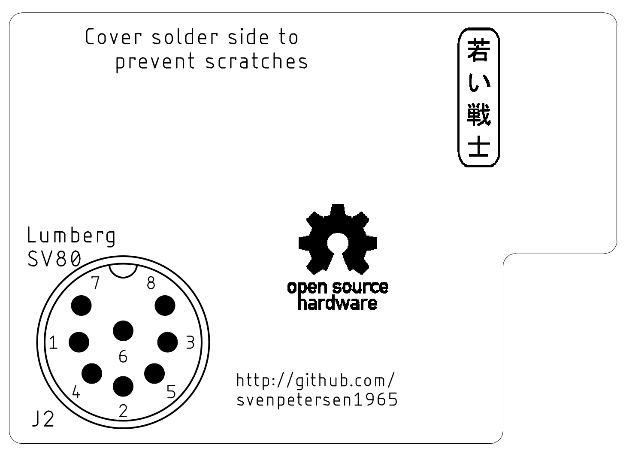 Cover solder side to
prevent scratches
若い戦士
Lumberg
SV80
7
8
1
3
6
4
5
2
J2
open source
hardware
http://github.com/
svenpetersen1965